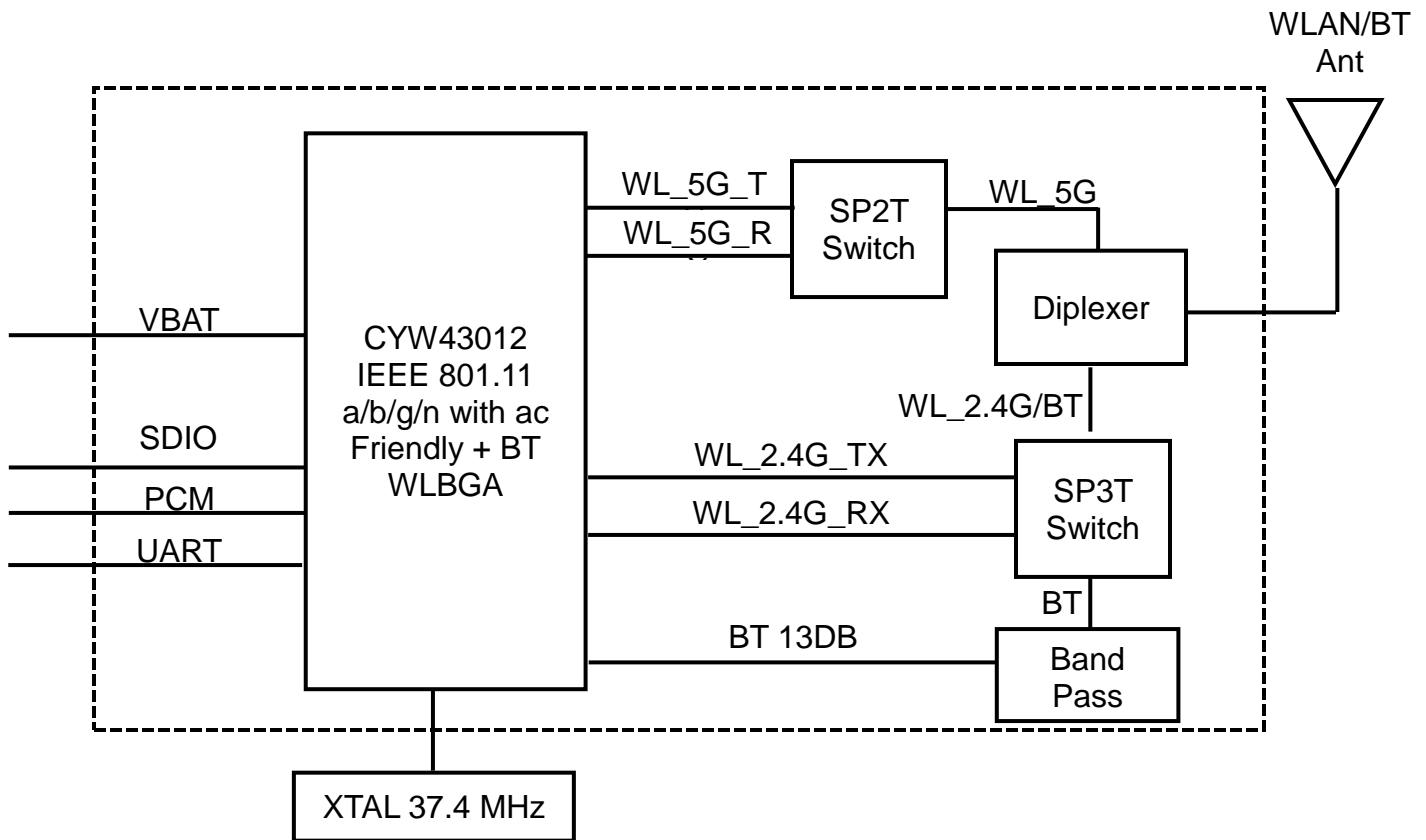 WLAN/BT
Ant
WL_5G_T
WL_5G_R
SP2T
Switch
WL_5G
Diplexer
VBAT
CYW43012
IEEE 801.11
a/b/g/n with ac
Friendly + BT
WLBGA
WL_2.4G/BT
SDIO
PCM
UART
WL_2.4G_TX
WL_2.4G_RX
SP3T
Switch
BT
BT 13DB
Band
Pass
XTAL 37.4 MHz